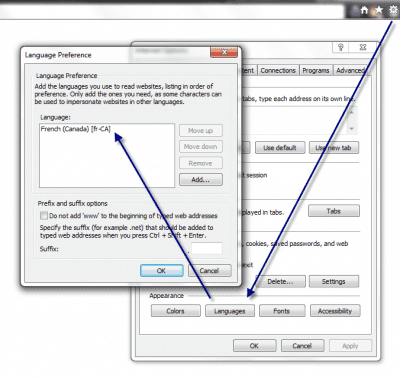 Internet Options
Language Preference
Language Preference
Add the languages you use to read websites, listing in order of
preference. Only add the ones you need, as some characters can
be used to impersonate websites in other languages.
Language:
French (Canada) [fr-CA]
Move up
Move down
Remove
Add...
Prefix and suffix options
Do not add 'www' to the beginning of typed web addresses
Specify the suffix (for example .net) that should be added to
typed web addresses when you press Ctrl + Shift + Enter.
Suffix:
.
OK
Cancel
tent
Connections
Programs
Advanced
tabs, type each address on its own line.
Use default
Use new tab
st session
played in tabs.
Tabs
, cookies, saved passwords, and web
Delete...
Settings
Appearance
Colors
Languages
Fonts
Accessibility
OK
Cancel
Apply